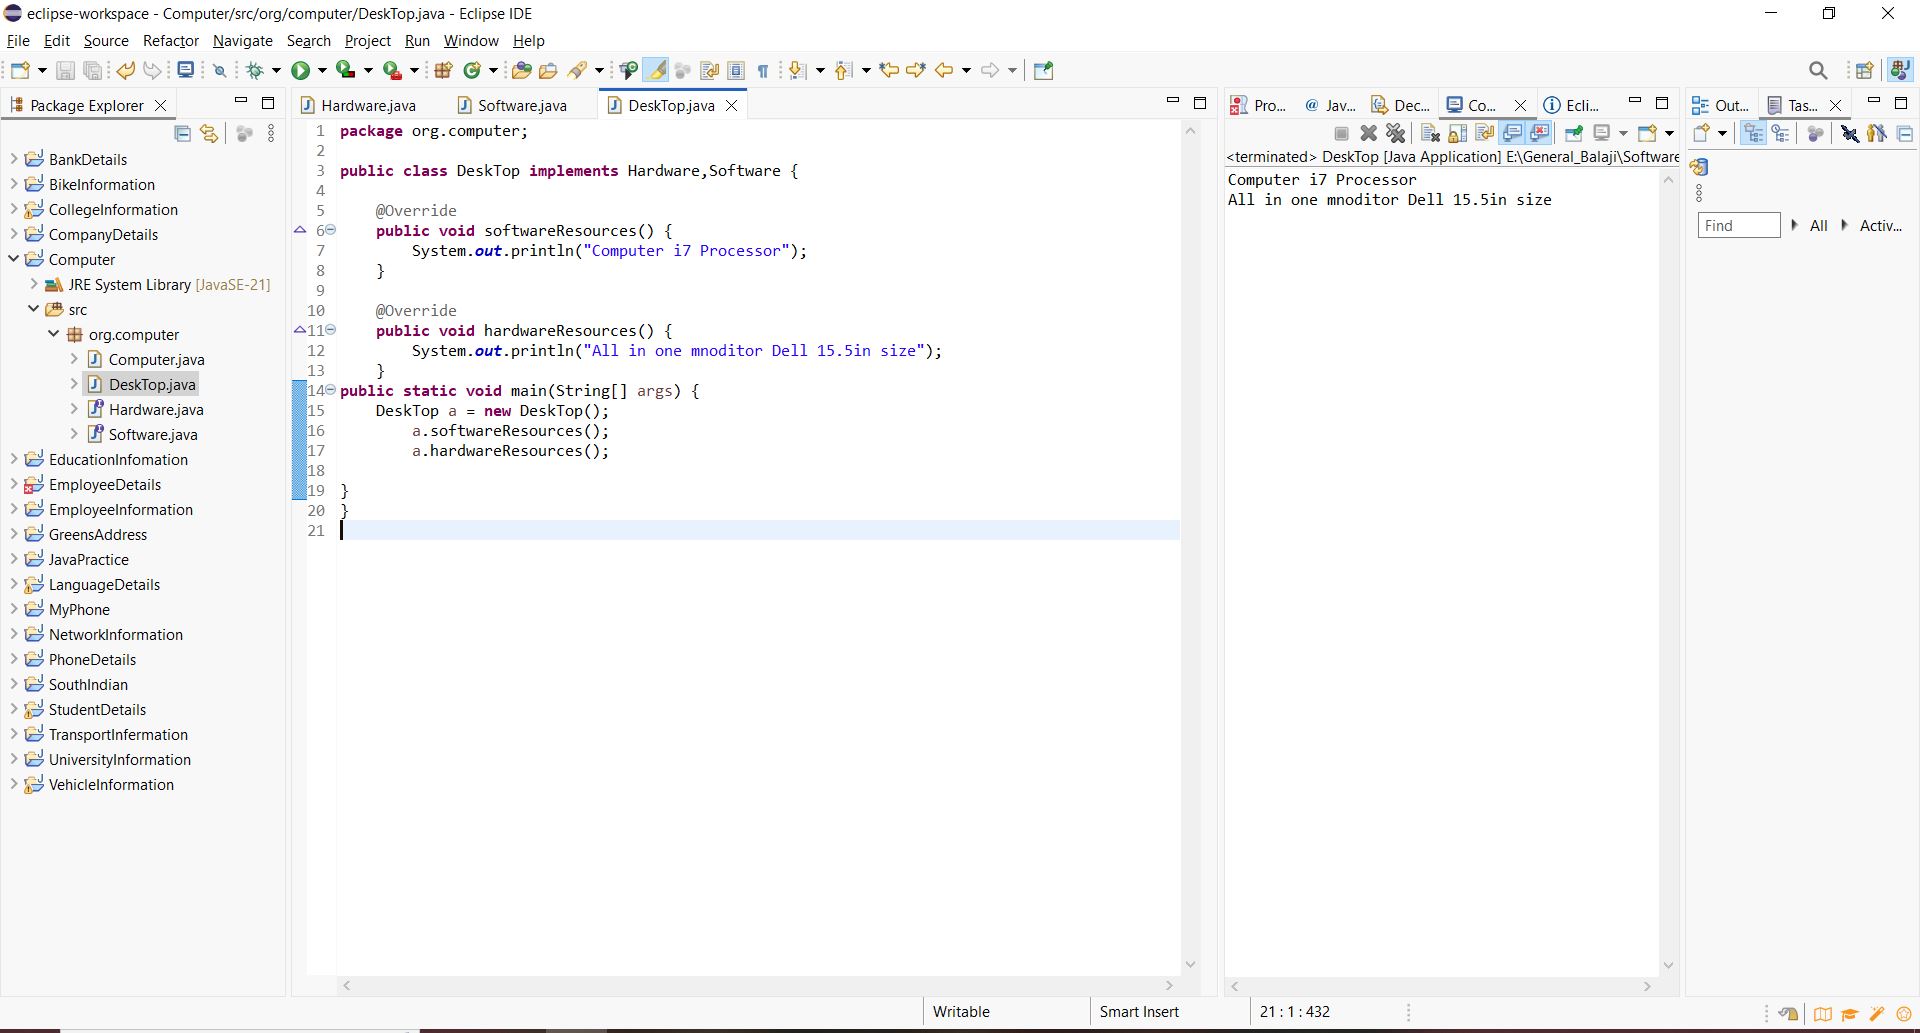 eclipse-workspace - Computer/src/org/computer/DeskTop.java - Eclipse IDE
File Edit Source Refactor Navigate Search Project Run Window Help
Package Explorer
BankDetails
BikeInformation
CollegeInformation
CompanyDetails
Computer
JRE System Library [JavaSE-21]
src
org.computer
Computer.java
DeskTop.java
Hardware.java
Software.java
EducationInfomation
EmployeeDetails
EmployeeInformation
GreensAddress
JavaPractice
LanguageDetails
MyPhone
NetworkInformation
PhoneDetails
SouthIndian
StudentDetails
TransportInfermation
UniversityInformation
VehicleInformation
Hardware.java Software.java DeskTop.java
1 package org.computer;
2
3 public class DeskTop implements Hardware,Software {
4
5 @Override
6 public void softwareResources() {
7 System.out.println("Computer i7 Processor");
8 }
9
10 @Override
11 public void hardwareResources() {
12 System.out.println("All in one mnoditor Dell 15.5in size");
13 }
14 public static void main(String[] args) {
15 DeskTop a = new DeskTop();
16 a.softwareResources();
17 a.hardwareResources();
18
19 }
20 }
21
Pro... Jav... Dec... Co... Ecli...
<terminated> DeskTop [Java Application] E:\General_Balaji\Software
Computer i7 Processor
All in one mnoditor Dell 15.5in size
Out... Tas...
Find All Activ...
Writable Smart Insert 21 : 1 : 432